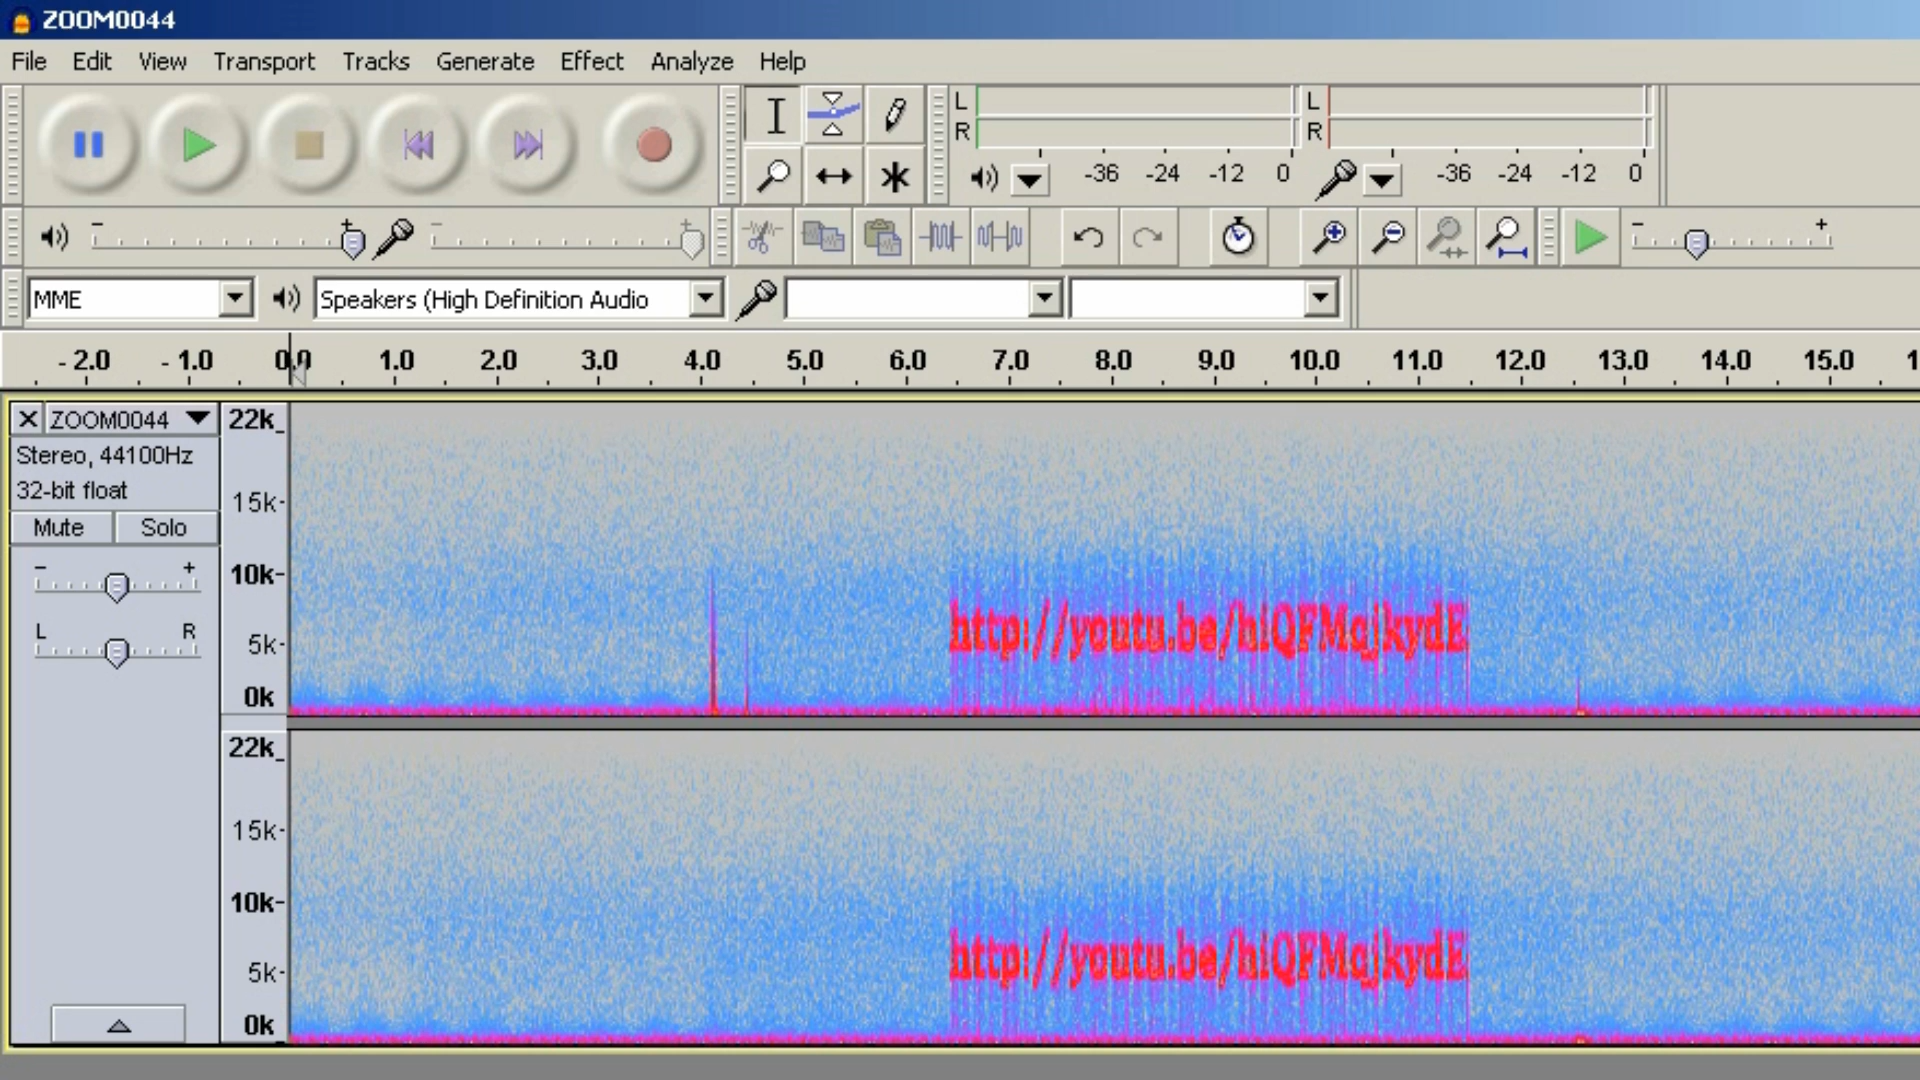 ZOOM0044
File Edit View Transport Tracks Generate Effect Analyze Help
L R -36 -24 -12 0
L R -36 -24 -12 0
MME
Speakers (High Definition Audio
- 2.0 - 1.0 0.0 1.0 2.0 3.0 4.0 5.0 6.0 7.0 8.0 9.0 10.0 11.0 12.0 13.0 14.0 15.0 1
ZOOM0044
Stereo, 44100Hz
32-bit float
Mute Solo
- +
L R
22k
15k
10k
5k
0k
http://youtu.be/hiQFMqjkydE
22k
15k
10k
5k
0k
http://youtu.be/hiQFMqjkydE